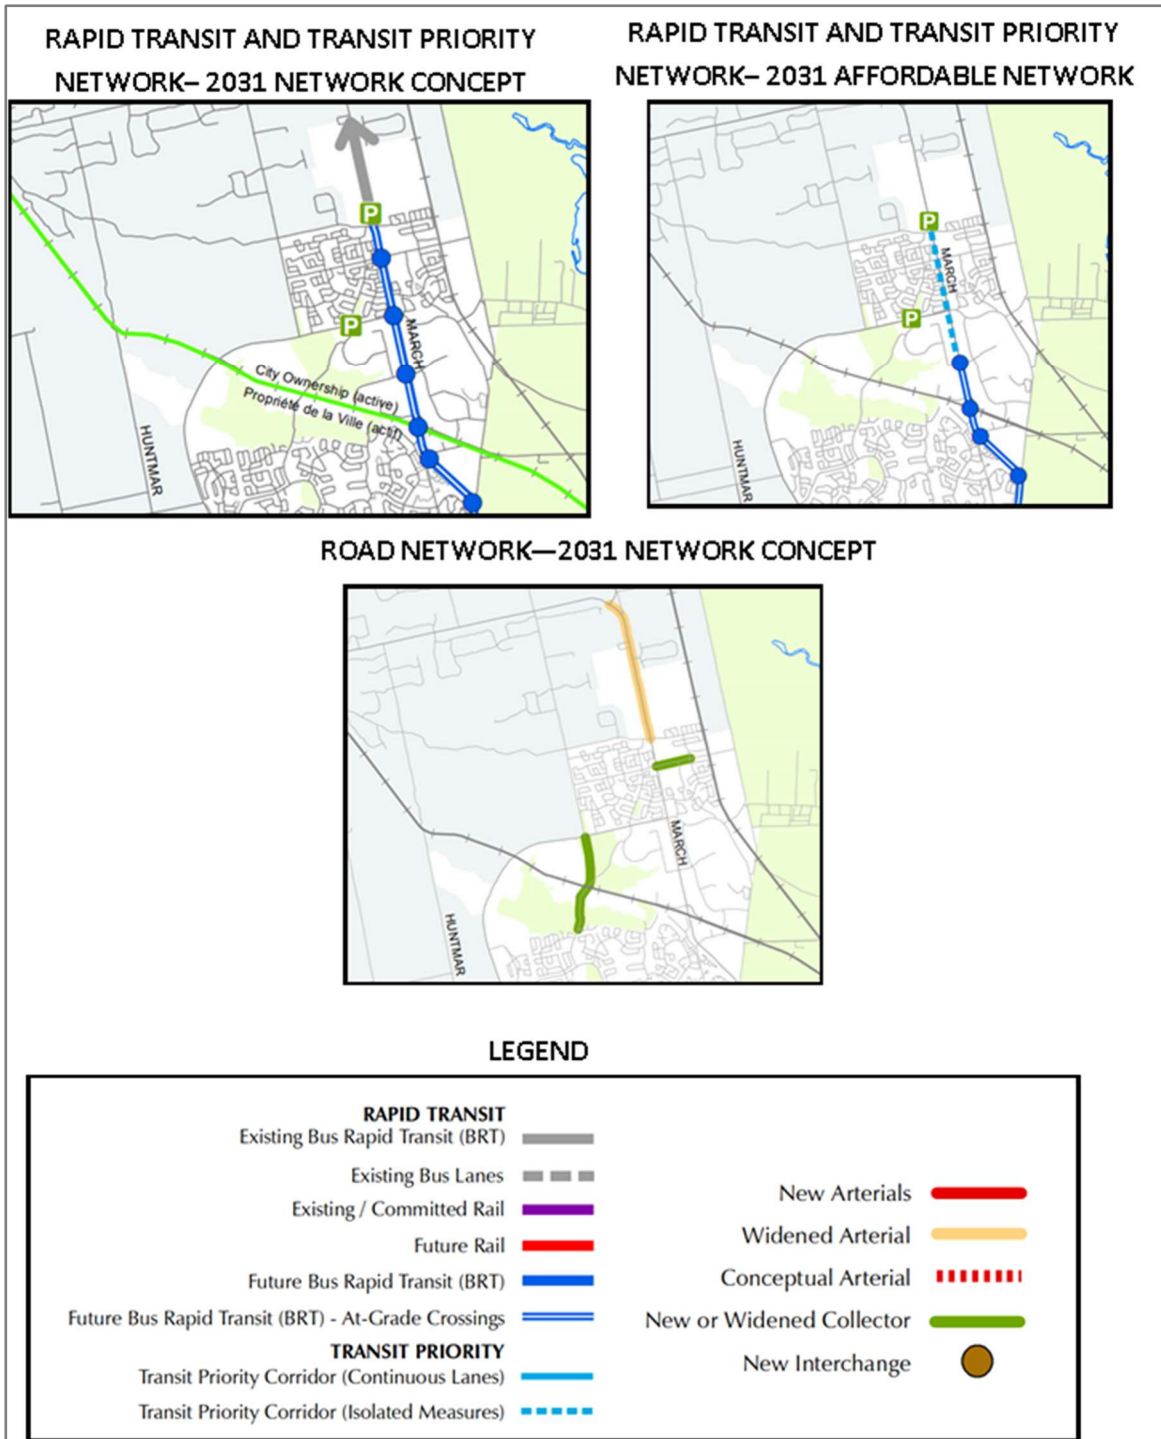 RAPID TRANSIT AND TRANSIT PRIORITY
NETWORK– 2031 NETWORK CONCEPT
P
P
MARCH
City Ownership (active)
Propriété de la Ville (actif)
HUNTMAR
RAPID TRANSIT AND TRANSIT PRIORITY
NETWORK– 2031 AFFORDABLE NETWORK
P
MARCH
P
HUNTMAR
ROAD NETWORK—2031 NETWORK CONCEPT
MARCH
HUNTMAR
LEGEND
RAPID TRANSIT
Existing Bus Rapid Transit (BRT)
Existing Bus Lanes
Existing / Committed Rail
Future Rail
Future Bus Rapid Transit (BRT)
Future Bus Rapid Transit (BRT) - At-Grade Crossings
TRANSIT PRIORITY
Transit Priority Corridor (Continuous Lanes)
Transit Priority Corridor (Isolated Measures)
New Arterials
Widened Arterial
Conceptual Arterial
New or Widened Collector
New Interchange